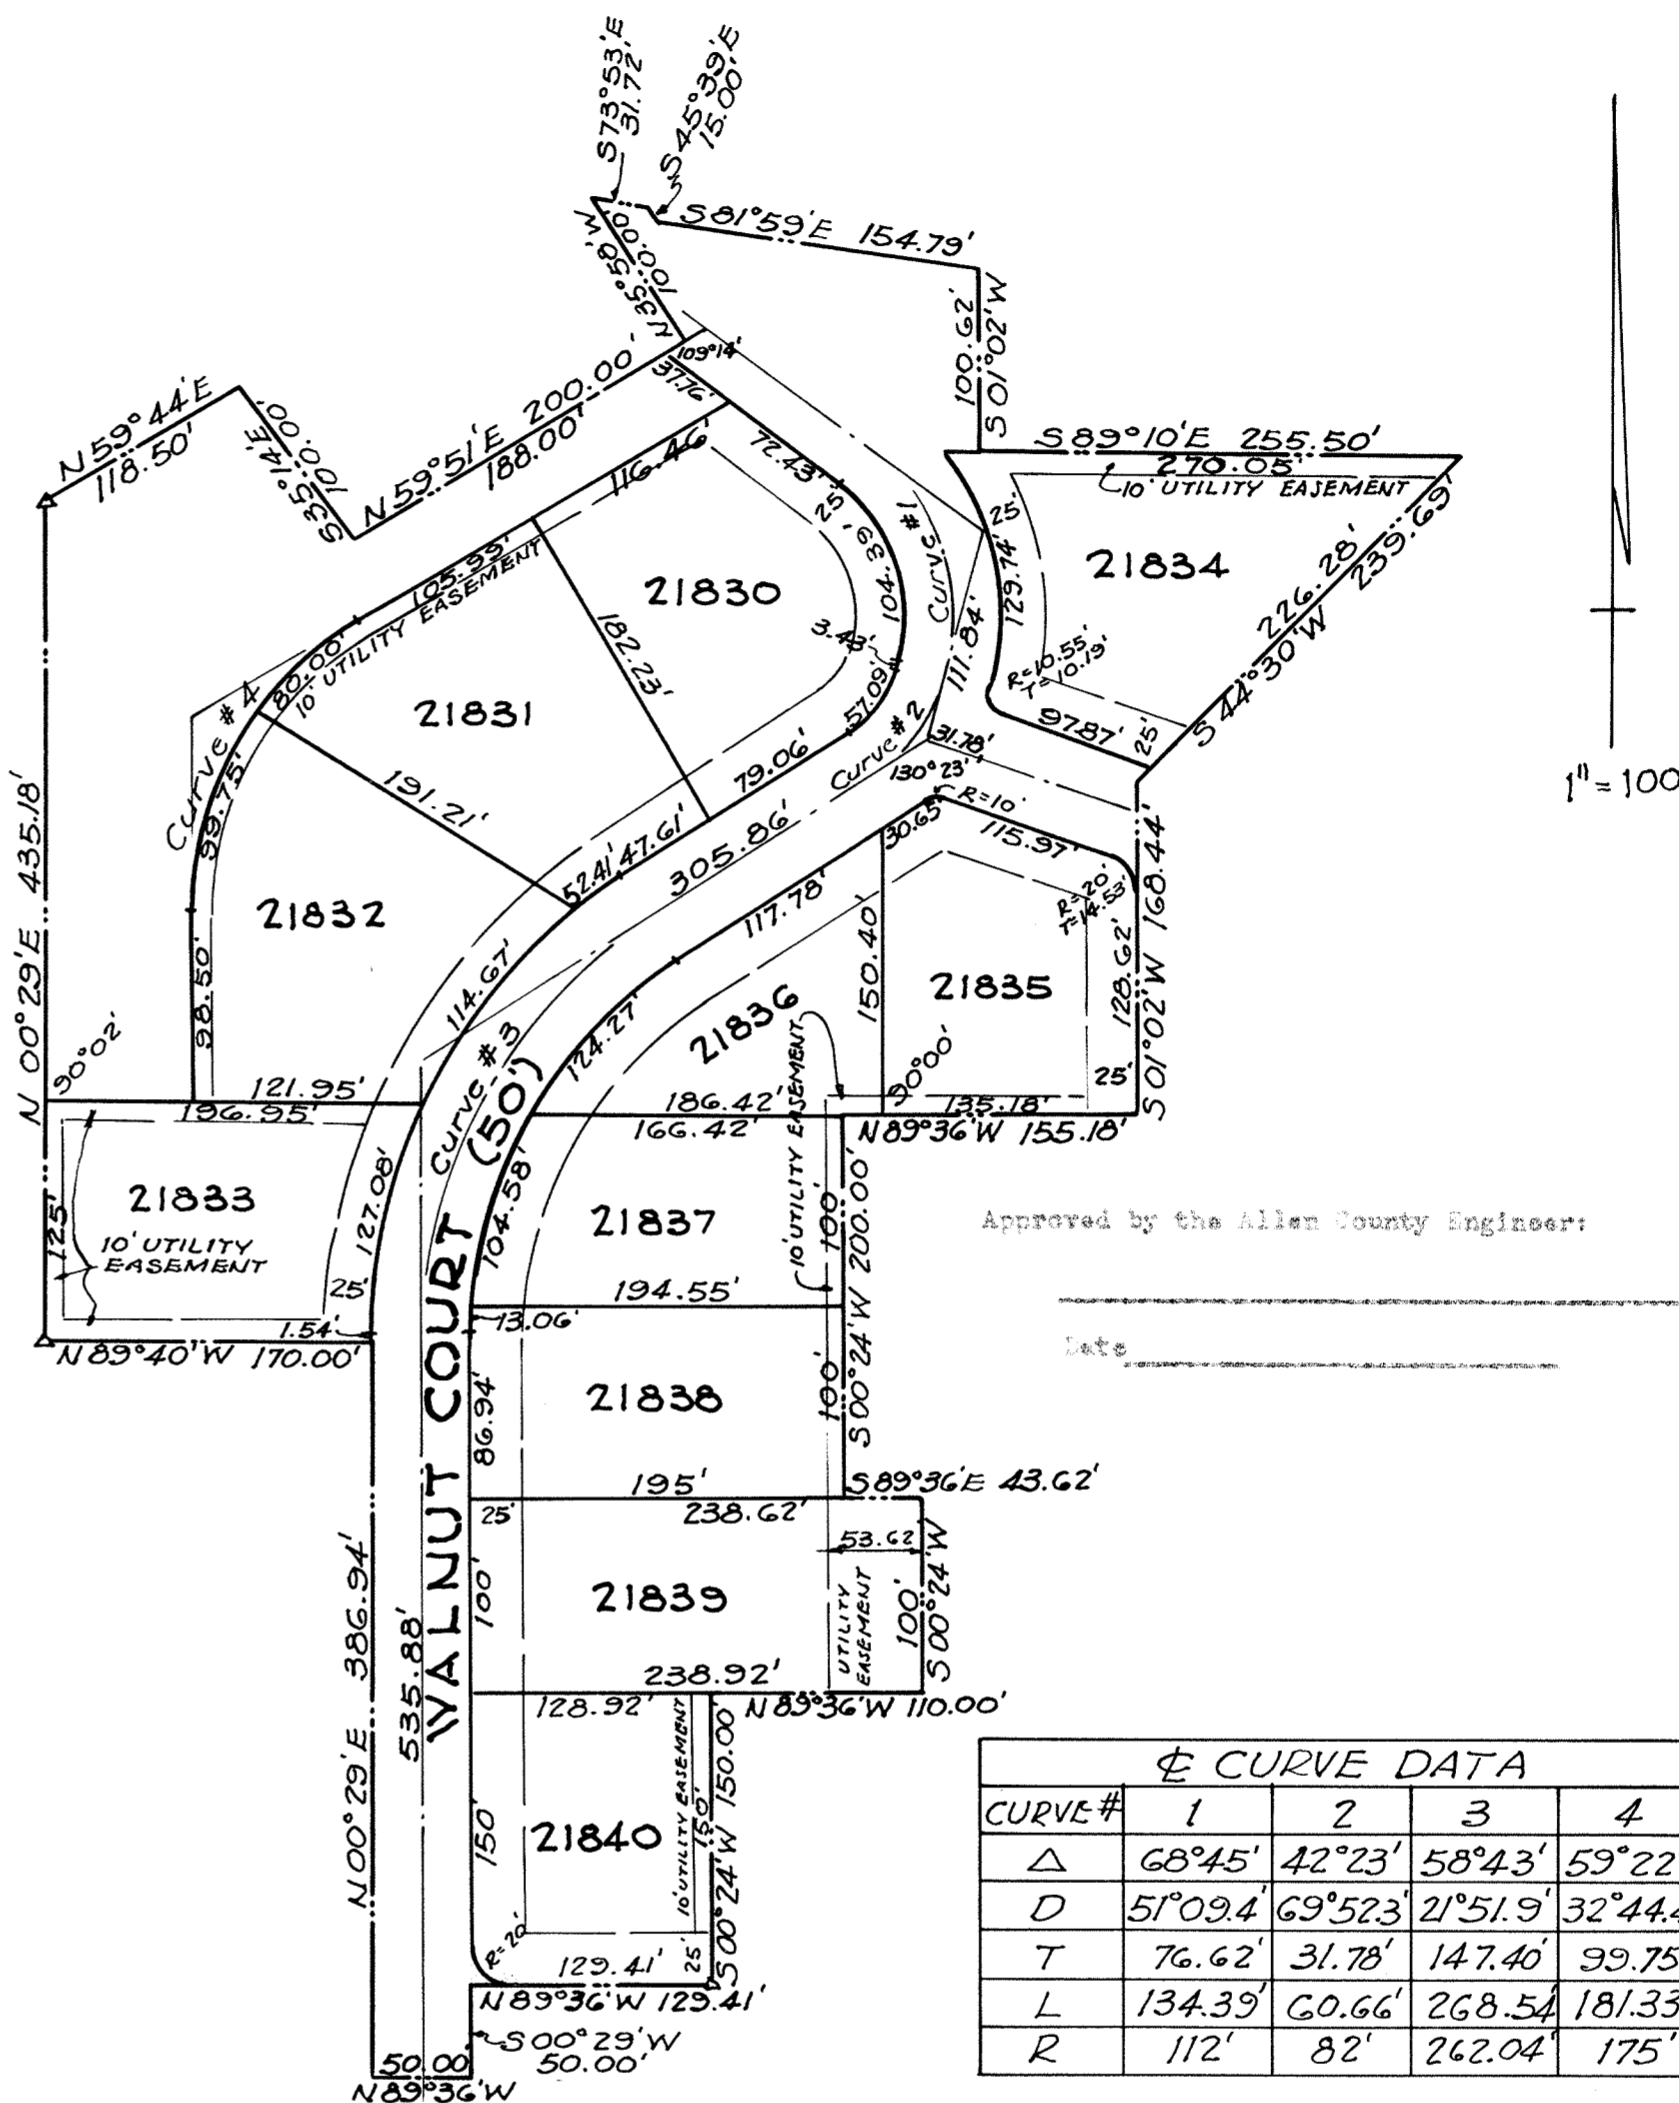 S73°53'E
31.72'
S45°39'E
15.00'
S81°59'E 154.79'
N35°58'W
100.00'
100.62'
S01°02'W
109°14'
37.76'
N59°44'E
118.50'
S35°14'E
70.00'
N59°51'E 200.00'
188.00'
116.46'
72.43'
25'
104.39'
Curve #1
S89°10'E 255.50'
270.05'
10' UTILITY EASEMENT
25'
129.74'
21834
226.28'
239.69'
S44°30'W
R=10.55'
T=10.19'
97.87'
25'
111.84'
105.99'
10' UTILITY EASEMENT
80.00'
21830
182.23'
3.43'
57.09'
21831
Curve #4
99.75'
191.21'
79.06'
47.61'
52.41'
305.86'
Curve #2
31.78'
130°23'
R=10'
30.65'
115.97'
1"=100
N00°29'E 435.18'
21832
98.50'
114.67'
117.78'
150.40'
R=20'
T=14.53'
128.62'
S01°02'W 168.44'
21835
21836
124.27'
Curve #3
90°02'
121.95'
196.95'
186.42'
166.42'
90°00'
25'
135.18'
N89°36'W 155.18'
10' UTILITY EASEMENT
21833
125'
10' UTILITY
EASEMENT
127.08'
25'
1.54'
N89°40'W 170.00'
104.58'
21837
100'
S00°24'W 200.00'
194.55'
13.06'
Approved by the Allen County Engineer:
Date
WALNUT COURT (50')
86.94'
21838
100'
195'
S89°36'E 43.62'
25'
238.62'
53.62
N00°29'E 386.94'
535.88'
100'
21839
UTILITY
EASEMENT
100'
S00°24'W
238.92'
128.92'
N89°36'W 110.00'
150'
21840
10' UTILITY EASEMENT
150'
S00°24'W 150.00'
R=20'
129.41'
25'
N89°36'W 129.41'
S00°29'W
50.00'
50.00'
N89°36'W
℄ CURVE DATA
CURVE# 1 2 3 4
Δ 68°45' 42°23' 58°43' 59°22
D 51°09.4' 69°52.3' 21°51.9' 32°44.4
T 76.62' 31.78' 147.40' 99.75
L 134.39' 60.66' 268.54' 181.33
R 112' 82' 262.04' 175'